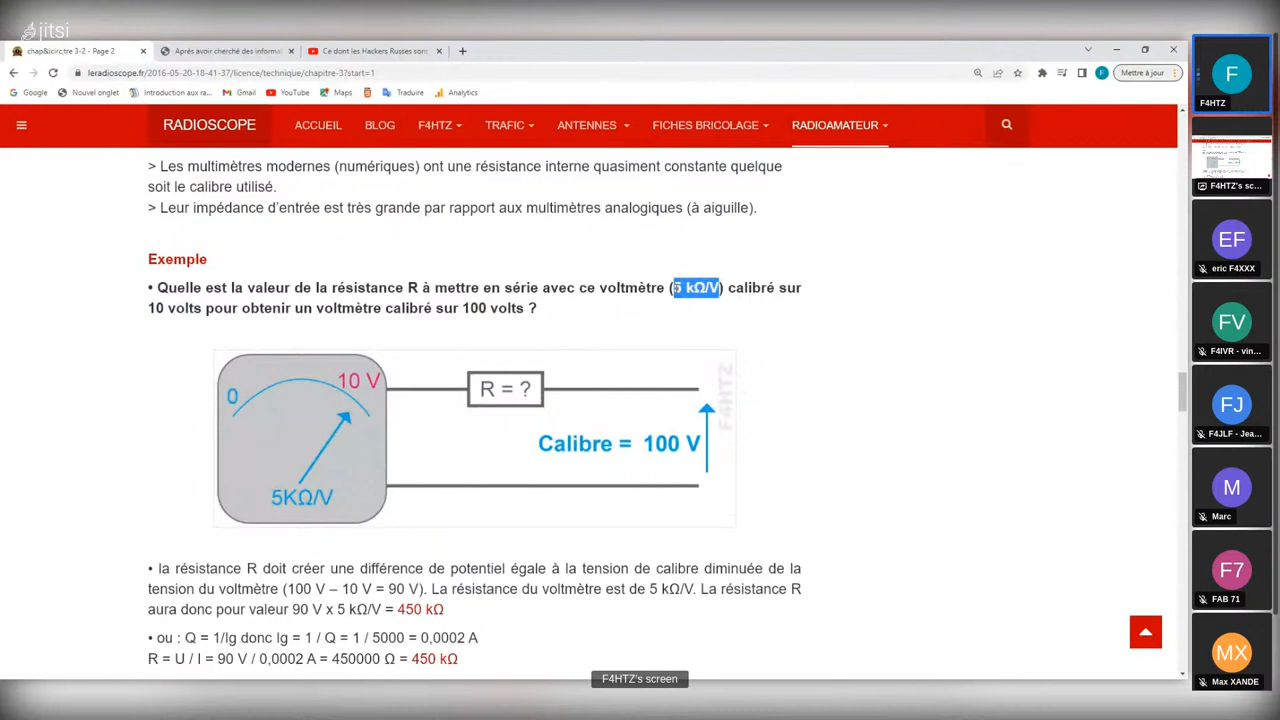 jitsi
chap&icirc;tre 3-2 - Page 2
Après avoir cherché des informa
Ce dont les Hackers Russes sont
leradioscope.fr/2016-05-20-18-41-37/licence/technique/chapitre-3?start=1
F
Mettre à jour
Google
Nouvel onglet
Introduction aux ra...
Gmail
YouTube
Maps
Traduire
Analytics
RADIOSCOPE
ACCUEIL
BLOG
F4HTZ
TRAFIC
ANTENNES
FICHES BRICOLAGE
RADIOAMATEUR
> Les multimètres modernes (numériques) ont une résistance interne quasiment constante quelque
soit le calibre utilisé.
> Leur impédance d'entrée est très grande par rapport aux multimètres analogiques (à aiguille).
Exemple
• Quelle est la valeur de la résistance R à mettre en série avec ce voltmètre (5 kΩ/V) calibré sur
10 volts pour obtenir un voltmètre calibré sur 100 volts ?
0
10 V
R = ?
F4HTZ
Calibre = 100 V
5KΩ/V
• la résistance R doit créer une différence de potentiel égale à la tension de calibre diminuée de la
tension du voltmètre (100 V – 10 V = 90 V). La résistance du voltmètre est de 5 kΩ/V. La résistance R
aura donc pour valeur 90 V x 5 kΩ/V = 450 kΩ
• ou : Q = 1/Ig donc Ig = 1 / Q = 1 / 5000 = 0,0002 A
R = U / I = 90 V / 0,0002 A = 450000 Ω = 450 kΩ
F4HTZ's screen
F
F4HTZ
F4HTZ's sc...
EF
eric F4XXX
FV
F4IVR - vin...
FJ
F4JLF - Jea...
M
Marc
F7
FAB 71
MX
Max XANDE